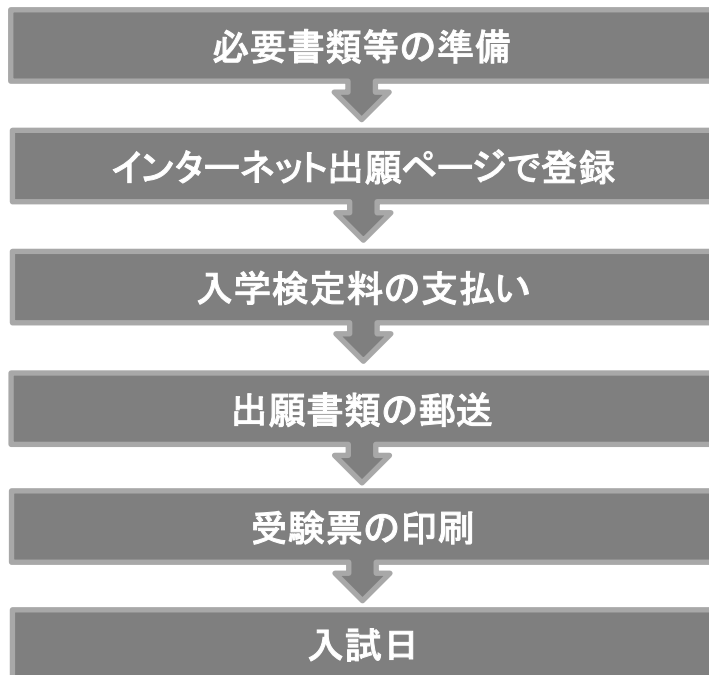 必要書類等の準備
インターネット出願ページで登録
入学検定料の支払い
出願書類の郵送
受験票の印刷
入試日